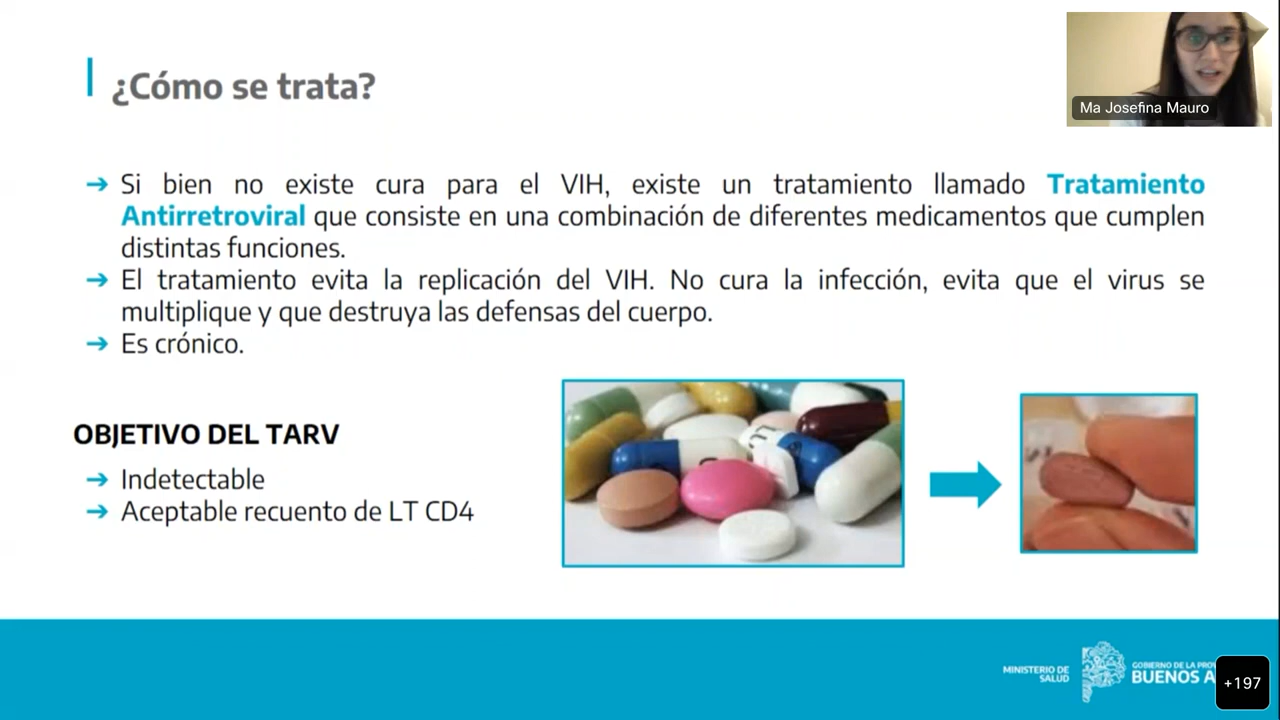 ¿Cómo se trata?
Ma Josefina Mauro
➔ Si bien no existe cura para el VIH, existe un tratamiento llamado Tratamiento
Antirretroviral que consiste en una combinación de diferentes medicamentos que cumplen
distintas funciones.
➔ El tratamiento evita la replicación del VIH. No cura la infección, evita que el virus se
multiplique y que destruya las defensas del cuerpo.
➔ Es crónico.
OBJETIVO DEL TARV
➔ Indetectable
➔ Aceptable recuento de LT CD4
MINISTERIO DE
SALUD
GOBIERNO DE LA
BUENOS
+197